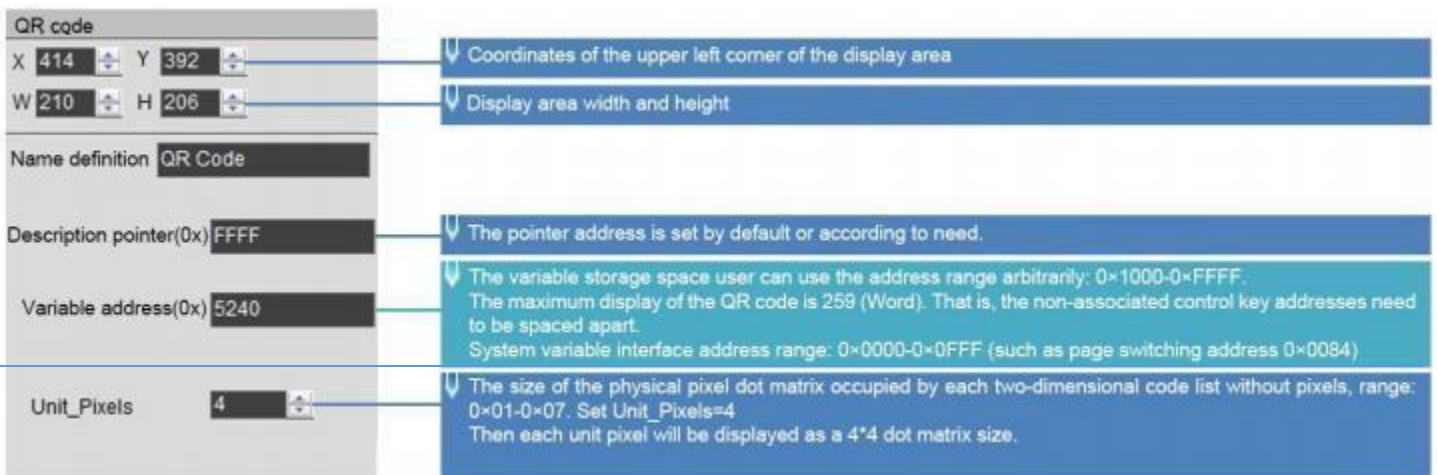 QR code
X 414 Y 392
Coordinates of the upper left corner of the display area
W 210 H 206
Display area width and height
Name definition QR Code
Description pointer(0x) FFFF
The pointer address is set by default or according to need.
Variable address(0x) 5240
The variable storage space user can use the address range arbitrarily: 0×1000-0×FFFF.
The maximum display of the QR code is 259 (Word). That is, the non-associated control key addresses need
to be spaced apart.
System variable interface address range: 0×0000-0×0FFF (such as page switching address 0×0084)
Unit_Pixels 4
The size of the physical pixel dot matrix occupied by each two-dimensional code list without pixels, range:
0×01-0×07. Set Unit_Pixels=4
Then each unit pixel will be displayed as a 4*4 dot matrix size.